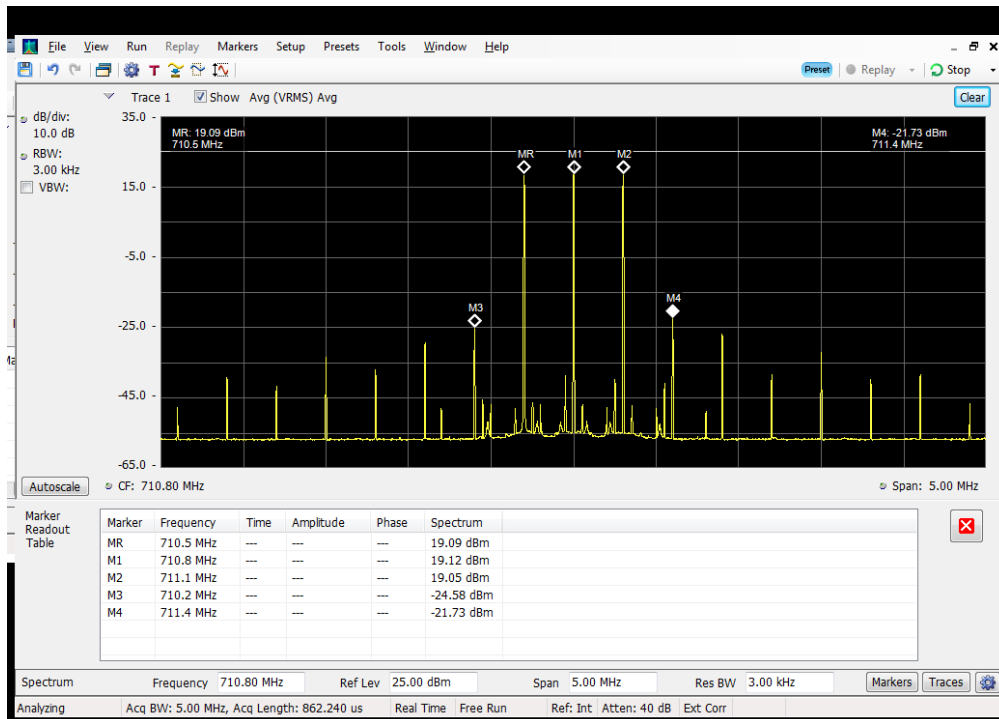 File View Run Replay Markers Setup Presets Tools Window Help
Preset Replay Stop
Trace 1 Show Avg (VRMS) Avg Clear
dB/div:
10.0 dB
RBW:
3.00 kHz
VBW:
35.0
15.0
-5.0
-25.0
-45.0
-65.0
MR: 19.09 dBm
710.5 MHz
M4: -21.73 dBm
711.4 MHz
MR M1 M2
M3 M4
Autoscale CF: 710.80 MHz Span: 5.00 MHz
Marker
Readout
Table
Marker Frequency Time Amplitude Phase Spectrum
MR 710.5 MHz --- --- --- 19.09 dBm
M1 710.8 MHz --- --- --- 19.12 dBm
M2 711.1 MHz --- --- --- 19.05 dBm
M3 710.2 MHz --- --- --- -24.58 dBm
M4 711.4 MHz --- --- --- -21.73 dBm
Spectrum Frequency 710.80 MHz Ref Lev 25.00 dBm Span 5.00 MHz Res BW 3.00 kHz Markers Traces
Analyzing Acq BW: 5.00 MHz, Acq Length: 862.240 us Real Time Free Run Ref: Int Atten: 40 dB Ext Corr